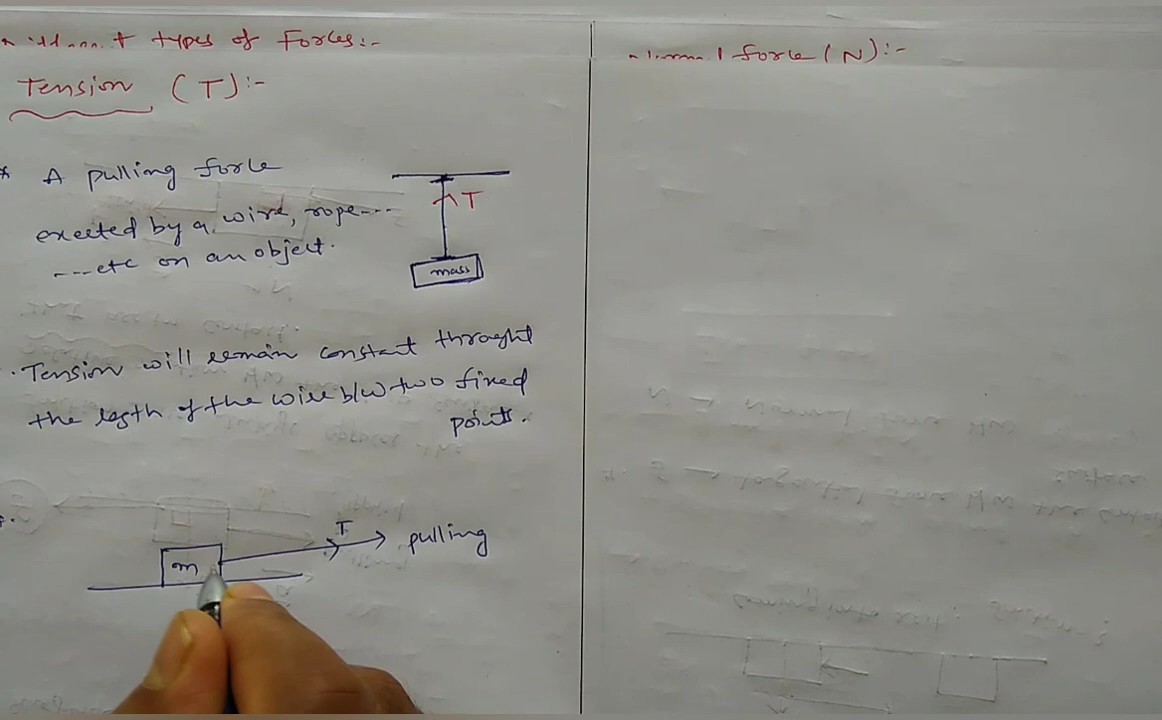 types of Forces:-
Tension (T):-
* A pulling force
exerted by a wire, rope---
---etc on an object.
T
mass
Tension will remain constant throught
the legth of the wire b/w two fixed
points.
m
T
pulling
force (N):-